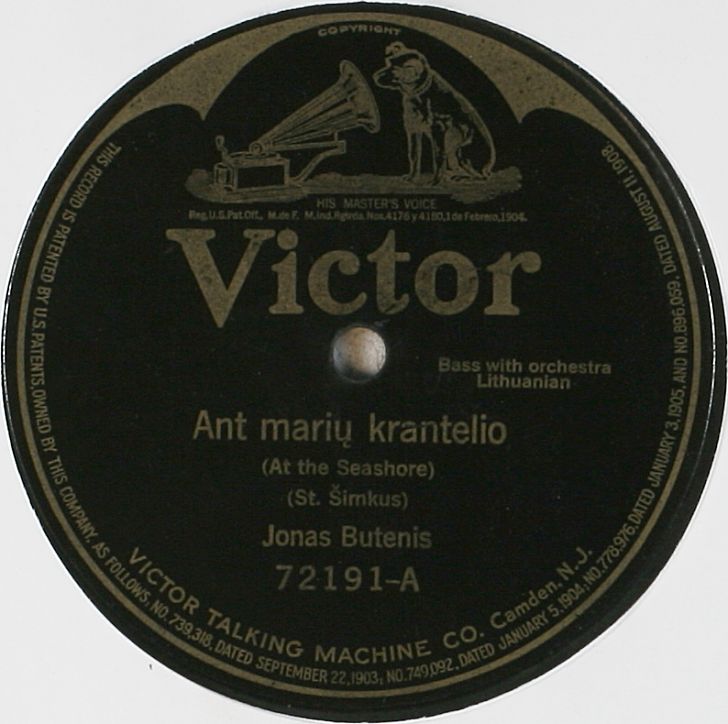 COPYRIGHT
HIS MASTER'S VOICE
Reg.U.S.Pat.Off., M.de F. M.Ind.Rgtrda.Nos.4176 y 4180,1 de Febrero,1904.
Victor
Bass with orchestra
Lithuanian
Ant marių krantelio
(At the Seashore)
(St. Šimkus)
Jonas Butenis
72191-A
VICTOR TALKING MACHINE CO. Camden, N.J.
THIS RECORD IS PATENTED BY U.S. PATENTS, OWNED BY THIS COMPANY, AS FOLLOWS, NO. 739,318, DATED SEPTEMBER 22,1903, NO.749,092, DATED JANUARY 5,1904, NO.778,976, DATED JANUARY 3,1905, AND NO.896,059, DATED AUGUST 11,1908.